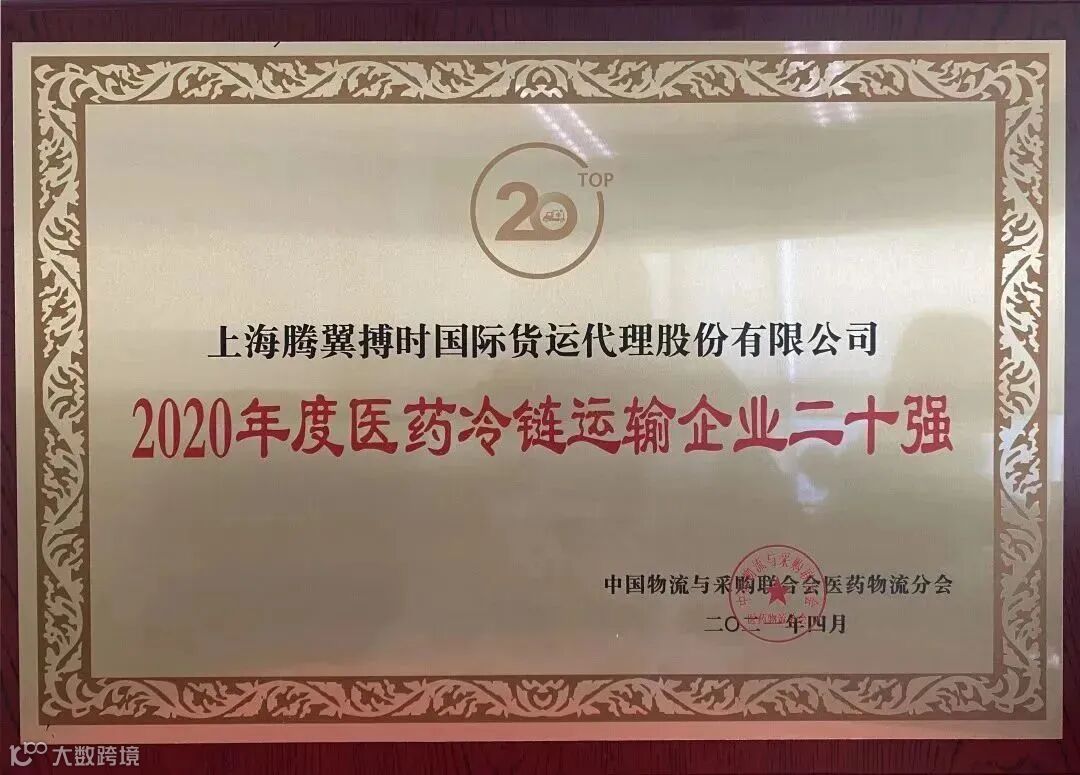 20 TOP
上海腾翼搏时国际货运代理股份有限公司
2020年度医药冷链运输企业二十强
中国物流与采购联合会医药物流分会
二〇二一年四月
大数跨境